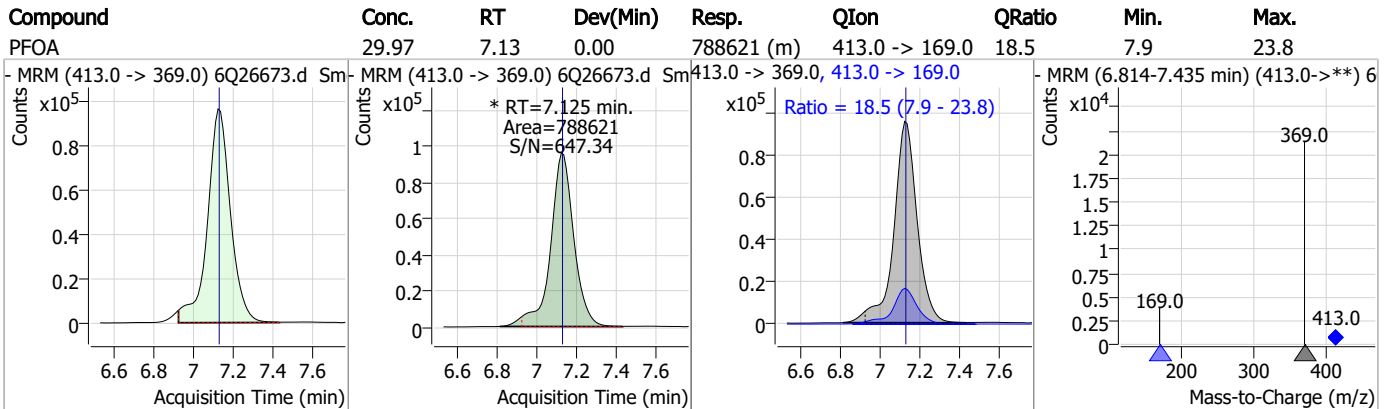 Compound Conc. RT Dev(Min) Resp. QIon QRatio Min. Max.
PFOA 29.97 7.13 0.00 788621 (m) 413.0 -> 169.0 18.5 7.9 23.8
- MRM (413.0 -> 369.0) 6Q26673.d Sm
Counts
x10^5
0.8
0.6
0.4
0.2
0
6.6 6.8 7 7.2 7.4 7.6
Acquisition Time (min)
- MRM (413.0 -> 369.0) 6Q26673.d Sm
Counts
x10^5
* RT=7.125 min.
Area=788621
S/N=647.34
1
0.8
0.6
0.4
0.2
0
6.6 6.8 7 7.2 7.4 7.6
Acquisition Time (min)
413.0 -> 369.0, 413.0 -> 169.0
x10^5
Ratio = 18.5 (7.9 - 23.8)
0.8
0.6
0.4
0.2
0
6.6 6.8 7 7.2 7.4 7.6
- MRM (6.814-7.435 min) (413.0->**) 6
Counts
x10^4
369.0
2
1.75
1.5
1.25
1
0.75
0.5
0.25
0
169.0
413.0
200 300 400
Mass-to-Charge (m/z)